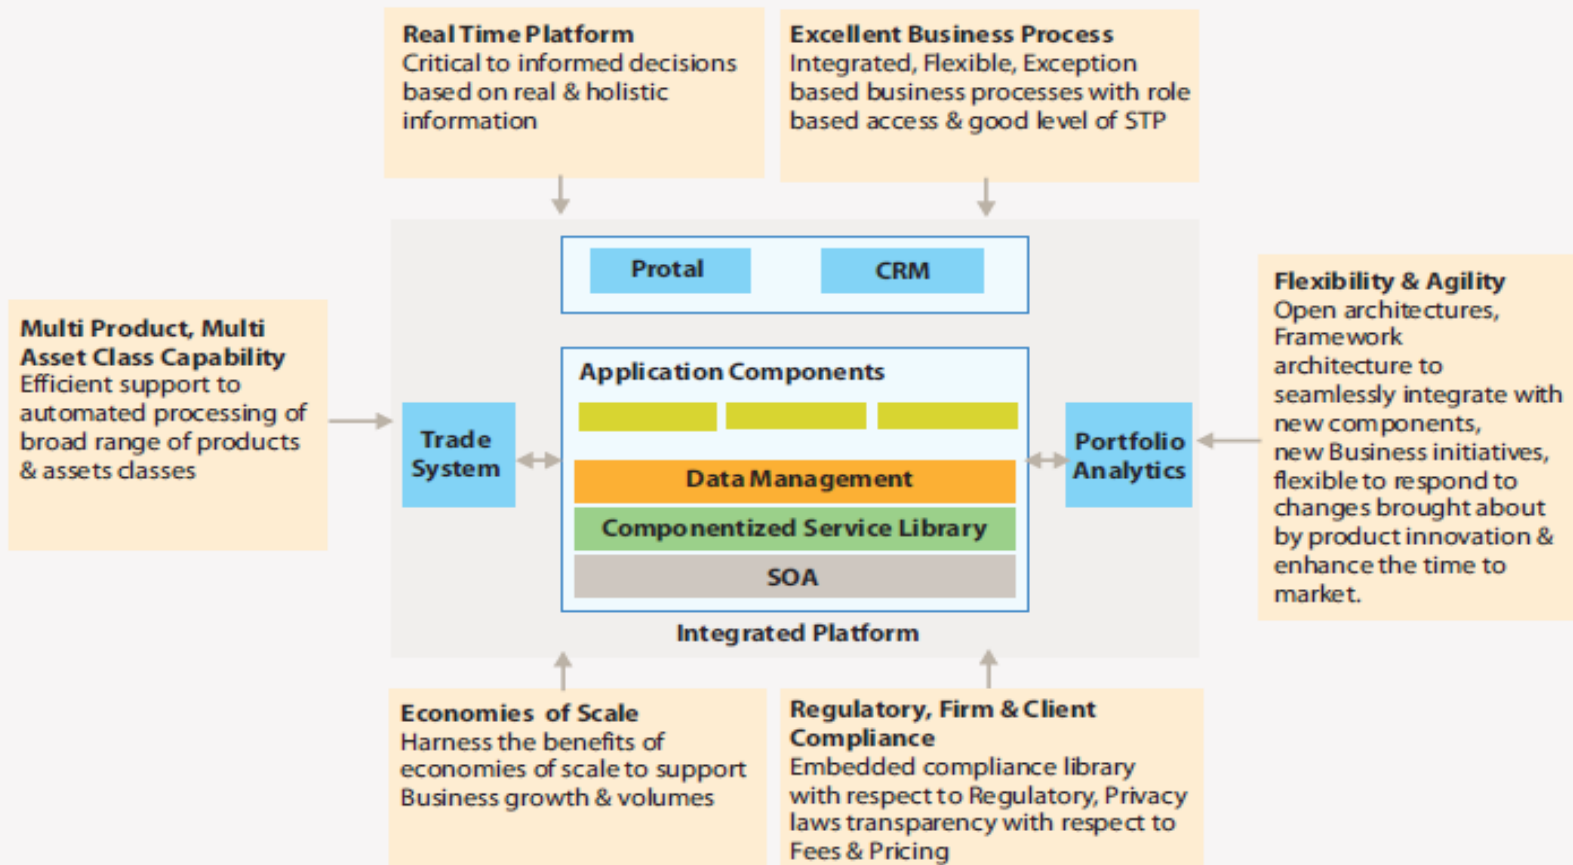 Real Time Platform
Critical to informed decisions
based on real & holistic
information
Excellent Business Process
Integrated, Flexible, Exception
based business processes with role
based access & good level of STP
Multi Product, Multi
Asset Class Capability
Efficient support to
automated processing of
broad range of products
& assets classes
Protal
CRM
Application Components
Trade
System
Data Management
Componentized Service Library
SOA
Portfolio
Analytics
Integrated Platform
Flexibility & Agility
Open architectures,
Framework
architecture to
seamlessly integrate with
new components,
new Business initiatives,
flexible to respond to
changes brought about
by product innovation &
enhance the time to
market.
Economies of Scale
Harness the benefits of
economies of scale to support
Business growth & volumes
Regulatory, Firm & Client
Compliance
Embedded compliance library
with respect to Regulatory, Privacy
laws transparency with respect to
Fees & Pricing